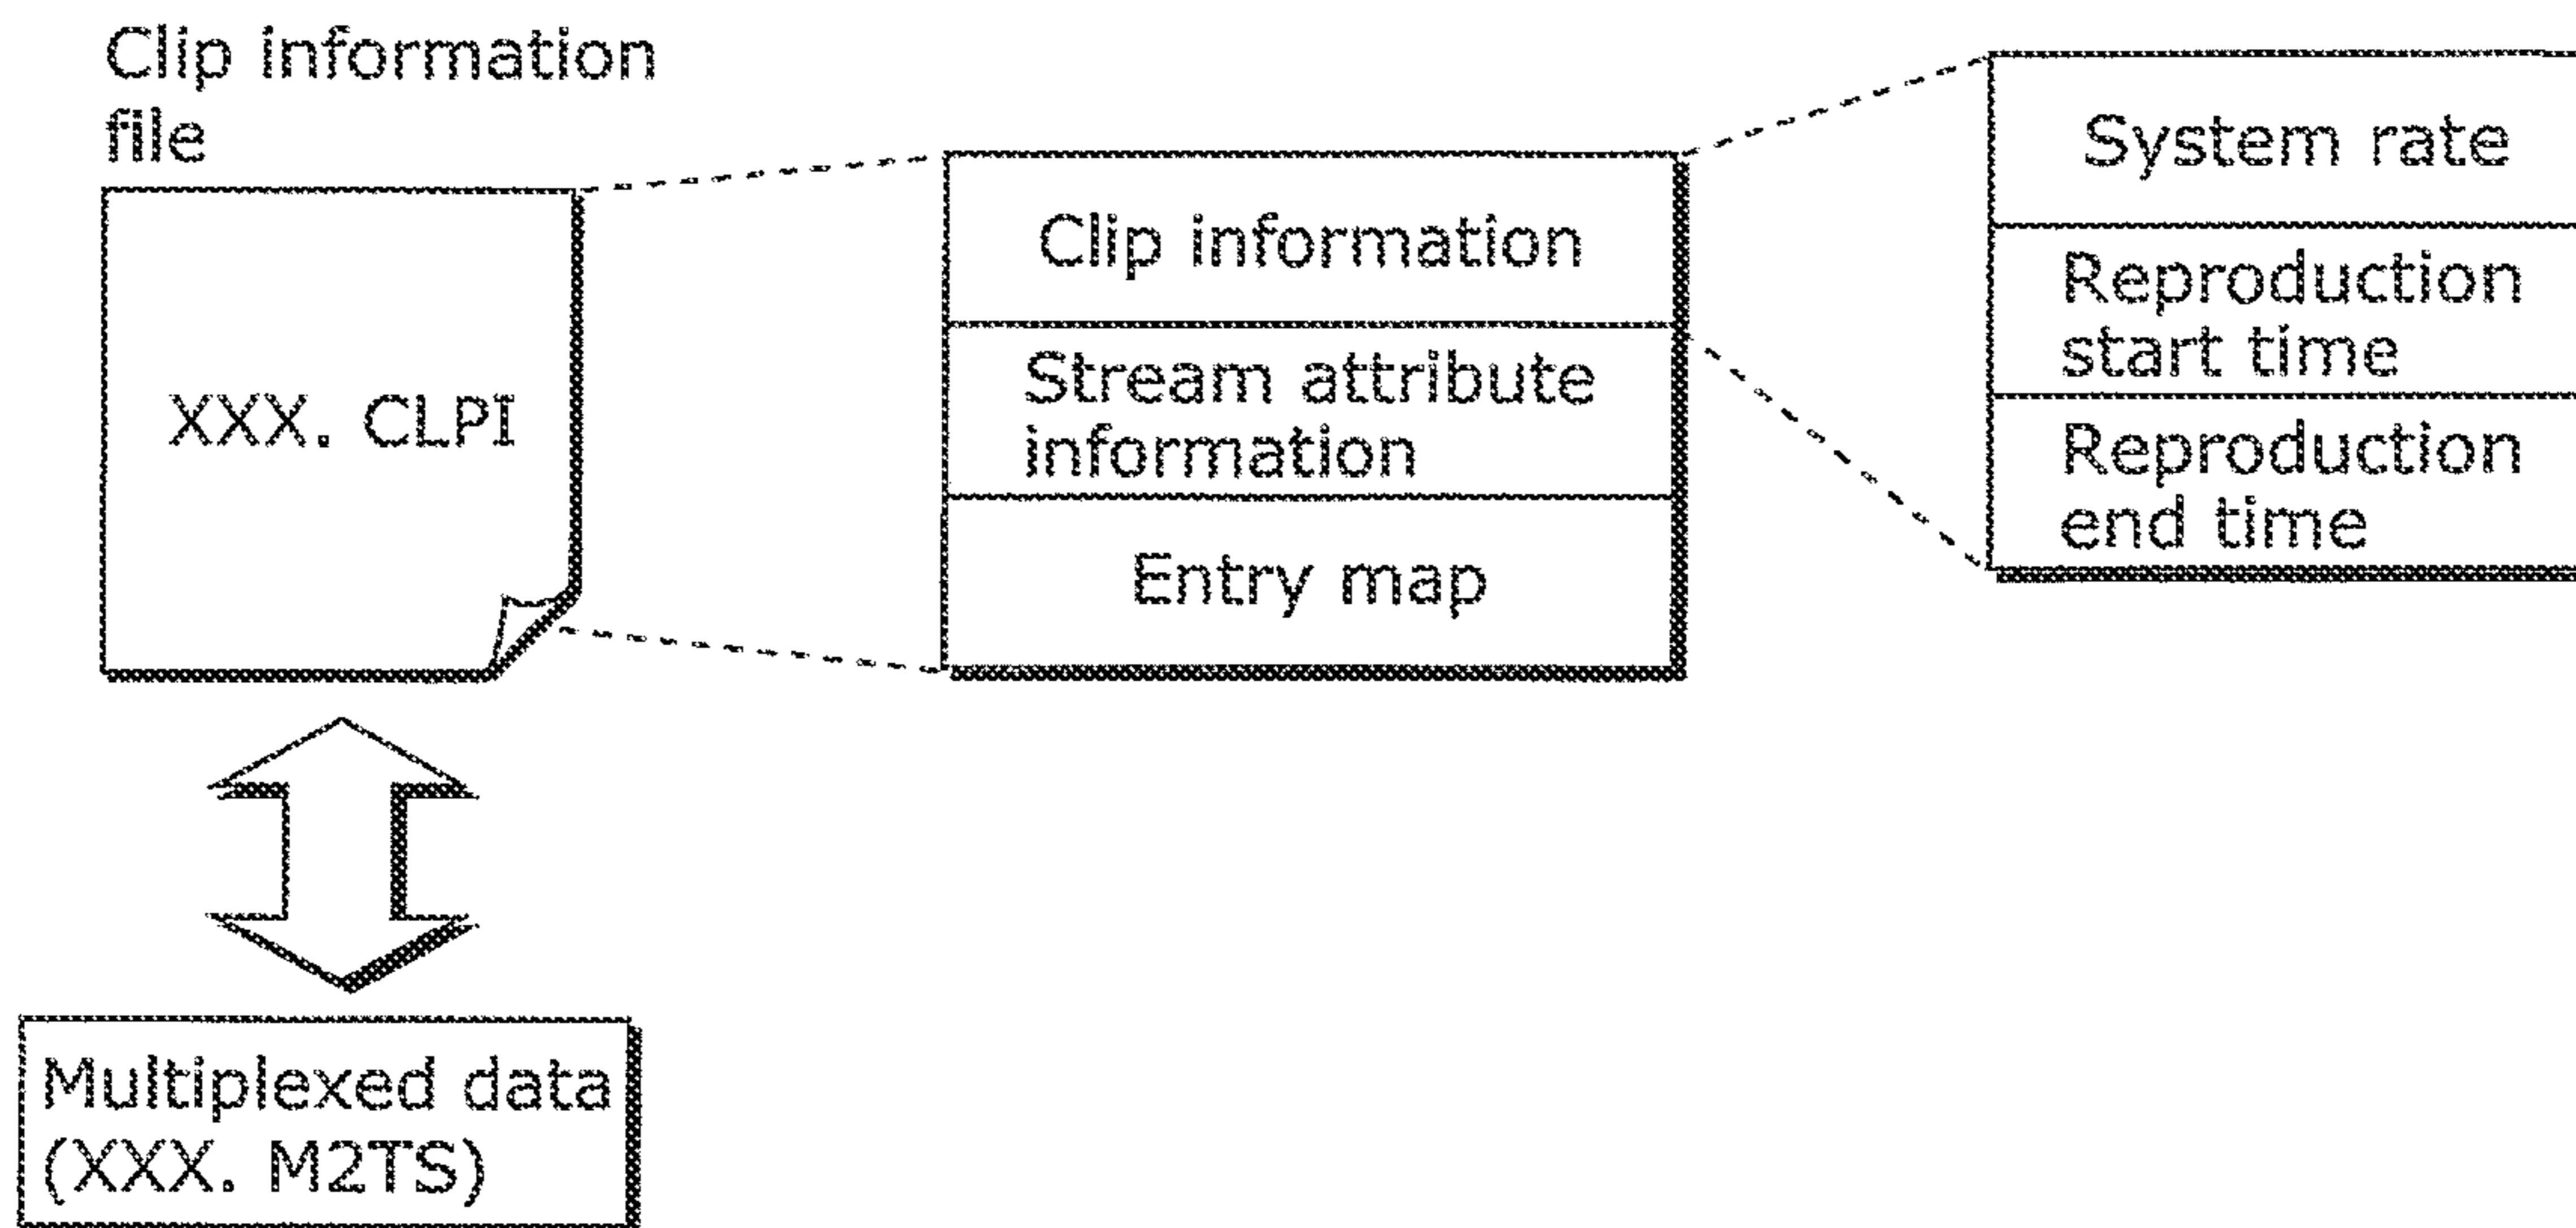 Clip information
file
XXX. CLPI
Clip information
Stream attribute
information
Entry map
System rate
Reproduction
start time
Reproduction
end time
Multiplexed data
(XXX. M2TS)